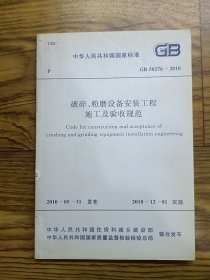 UDC
中华人民共和国国家标准
GB
P
GB 50276－2010
破碎、粉磨设备安装工程
施工及验收规范
Code for construction and acceptance of
crushing and grinding equipment installation engineering
2010－05－31 发布
2010－12－01 实施
中华人民共和国住房和城乡建设部
中华人民共和国国家质量监督检验检疫总局
联合发布